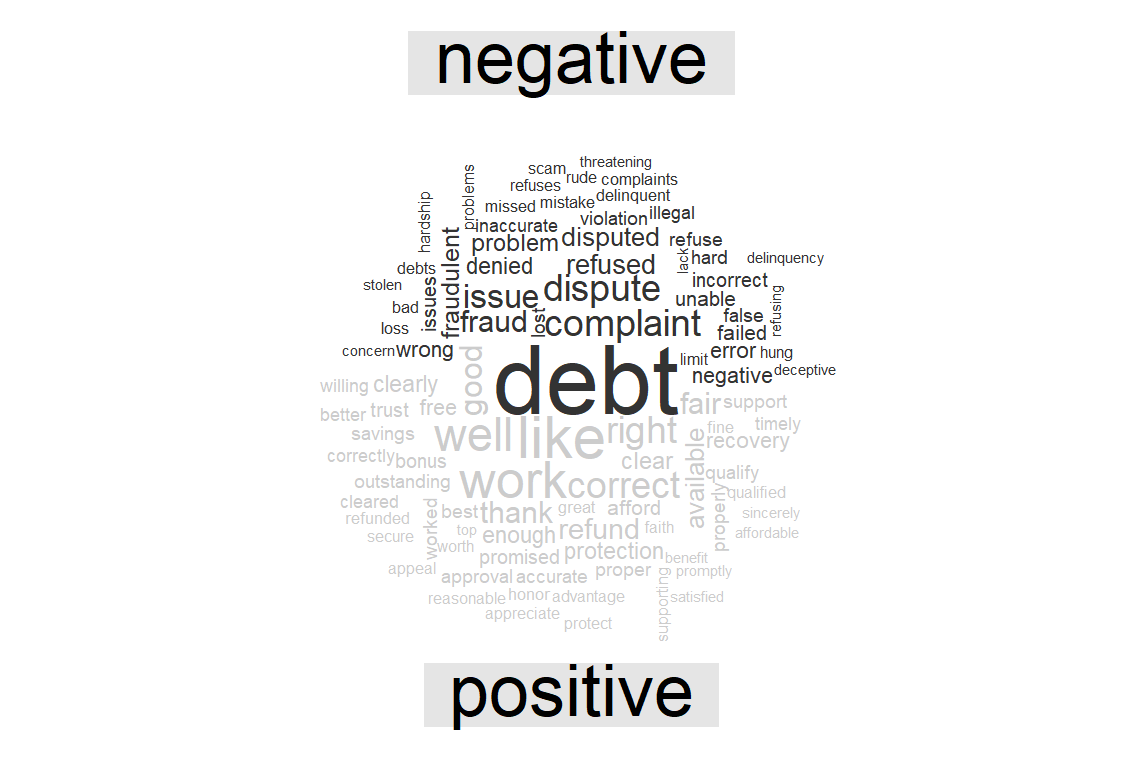 negative
threatening
scam
rude
complaints
refuses
problems
delinquent
missed
mistake
hardship
inaccurate
violation
illegal
fraudulent
problem
disputed
refuse
debts
denied
refused
lack
hard
delinquency
stolen
issues
issue
dispute
incorrect
bad
unable
refusing
loss
fraud
lost
complaint
false
failed
concern
wrong
debt
limit
error
hung
negative
deceptive
willing
clearly
good
fair
support
better
trust
free
savings
well
like
right
fine
timely
recovery
correctly
bonus
clear
available
qualify
outstanding
work
correct
properly
qualified
cleared
refunded
worked
best
thank
great
afford
sincerely
secure
top
enough
refund
faith
affordable
worth
promised
protection
benefit
appeal
approval
accurate
proper
promptly
reasonable
honor
advantage
supporting
satisfied
appreciate
protect
positive